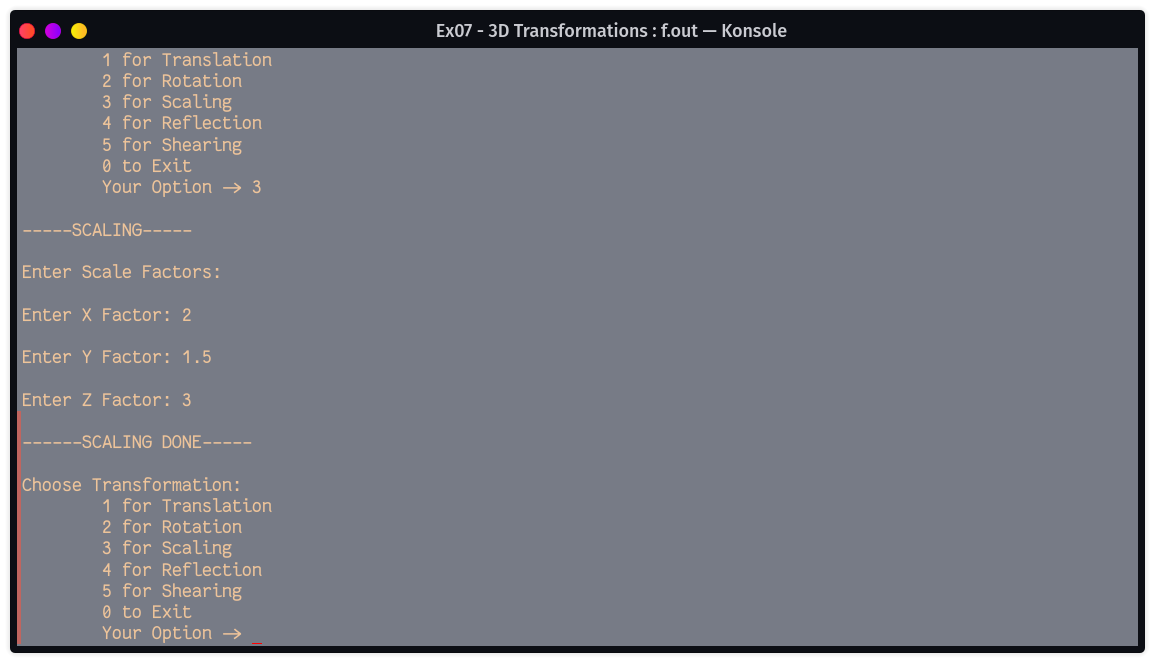 Ex07 - 3D Transformations : f.out — Konsole
1 for Translation
2 for Rotation
3 for Scaling
4 for Reflection
5 for Shearing
0 to Exit
Your Option -> 3
-----SCALING-----
Enter Scale Factors:
Enter X Factor: 2
Enter Y Factor: 1.5
Enter Z Factor: 3
------SCALING DONE-----
Choose Transformation:
1 for Translation
2 for Rotation
3 for Scaling
4 for Reflection
5 for Shearing
0 to Exit
Your Option -> _